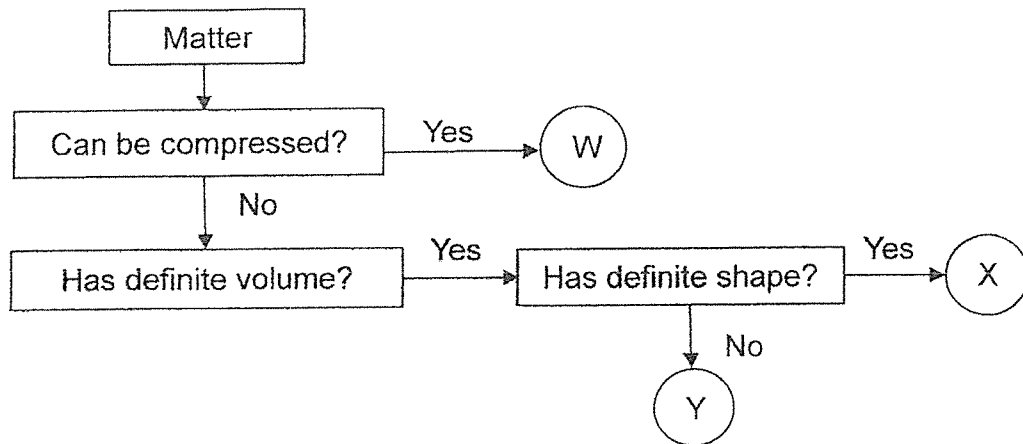 Matter
Can be compressed?
Yes
W
No
Has definite volume?
Yes
Has definite shape?
Yes
X
No
Y